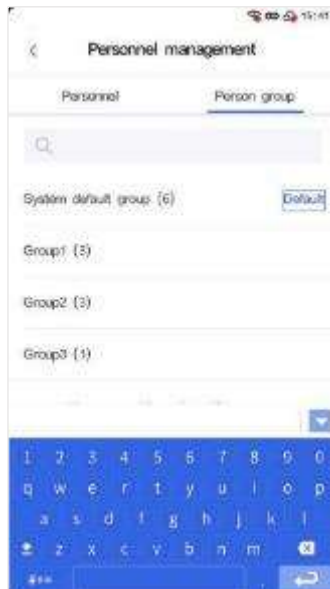 15:41
Personnel management
Personnel
Person group
System default group (6)
Default
Group1 (3)
Group2 (3)
Group3 (1)
1 2 3 4 5 6 7 8 9 0
q w e r t y u i o p
a s d f g h j k l
z x c v b n m
.